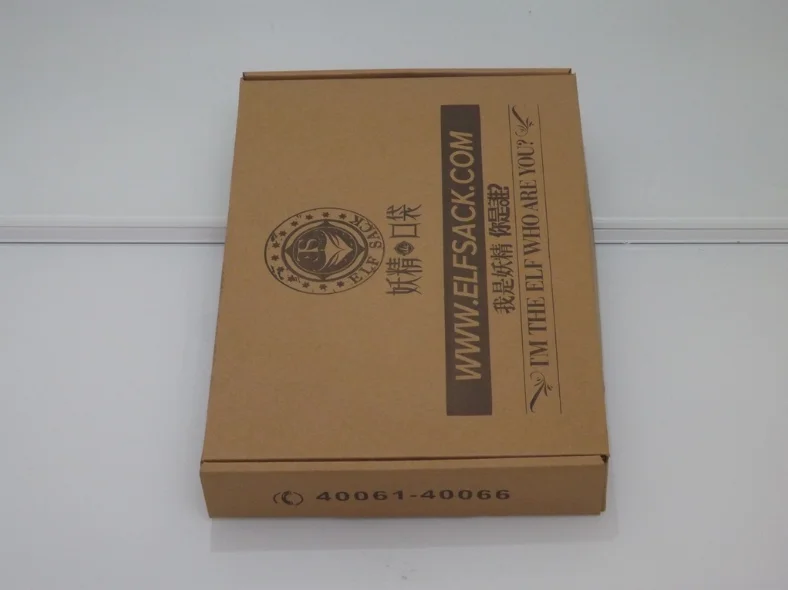 ELF SACK
妖精的口袋
WWW.ELFSACK.COM
我是妖精 你是谁?
I'M THE ELF WHO ARE YOU?
40061-40066